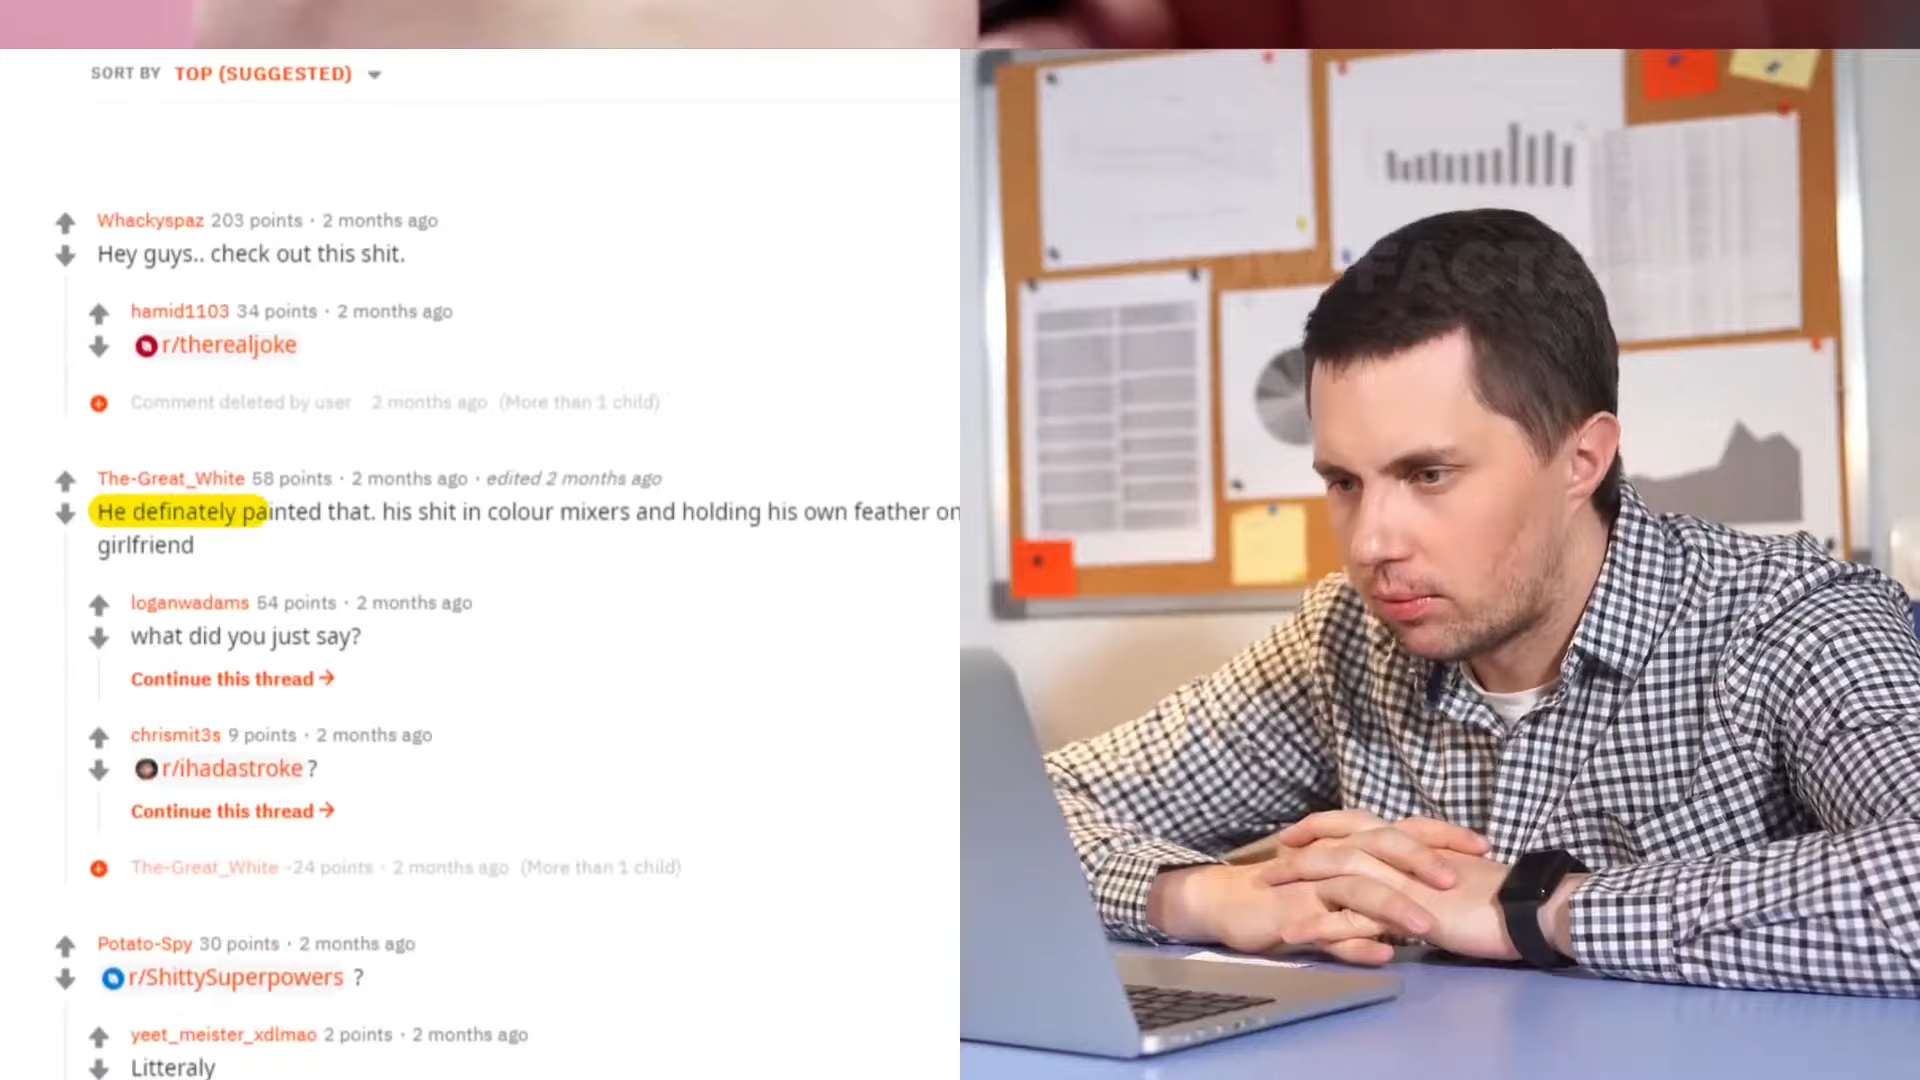 SORT BY TOP (SUGGESTED)
Whackyspaz 203 points · 2 months ago
Hey guys.. check out this shit.
hamid1103 34 points · 2 months ago
r/therealjoke
Comment deleted by user 2 months ago (More than 1 child)
The-Great_White 58 points · 2 months ago · edited 2 months ago
He definately painted that. his shit in colour mixers and holding his own feather on
girlfriend
loganwadams 54 points · 2 months ago
what did you just say?
Continue this thread →
chrismit3s 9 points · 2 months ago
r/ihadastroke ?
Continue this thread →
The-Great_White -24 points · 2 months ago (More than 1 child)
Potato-Spy 30 points · 2 months ago
r/ShittySuperpowers ?
yeet_meister_xdlmao 2 points · 2 months ago
Litteraly